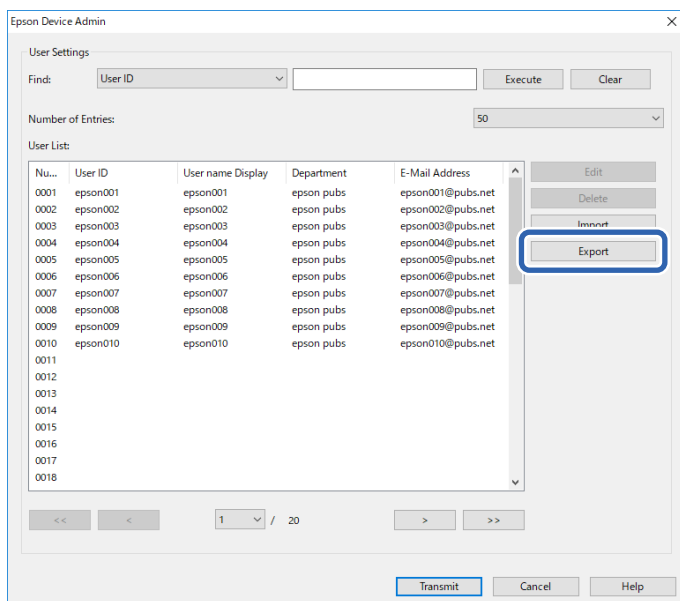 Epson Device Admin
User Settings
Find: User ID Execute Clear
Number of Entries: 50
User List:
Nu... User ID User name Display Department E-Mail Address Edit
0001 epson001 epson001 epson pubs epson001@pubs.net
Delete
0002 epson002 epson002 epson pubs epson002@pubs.net
0003 epson003 epson003 epson pubs epson003@pubs.net Import
0004 epson004 epson004 epson pubs epson004@pubs.net
Export
0005 epson005 epson005 epson pubs epson005@pubs.net
0006 epson006 epson006 epson pubs epson006@pubs.net
0007 epson007 epson007 epson pubs epson007@pubs.net
0008 epson008 epson008 epson pubs epson008@pubs.net
0009 epson009 epson009 epson pubs epson009@pubs.net
0010 epson010 epson010 epson pubs epson010@pubs.net
0011
0012
0013
0014
0015
0016
0017
0018
<< < 1 / 20 > >>
Transmit Cancel Help